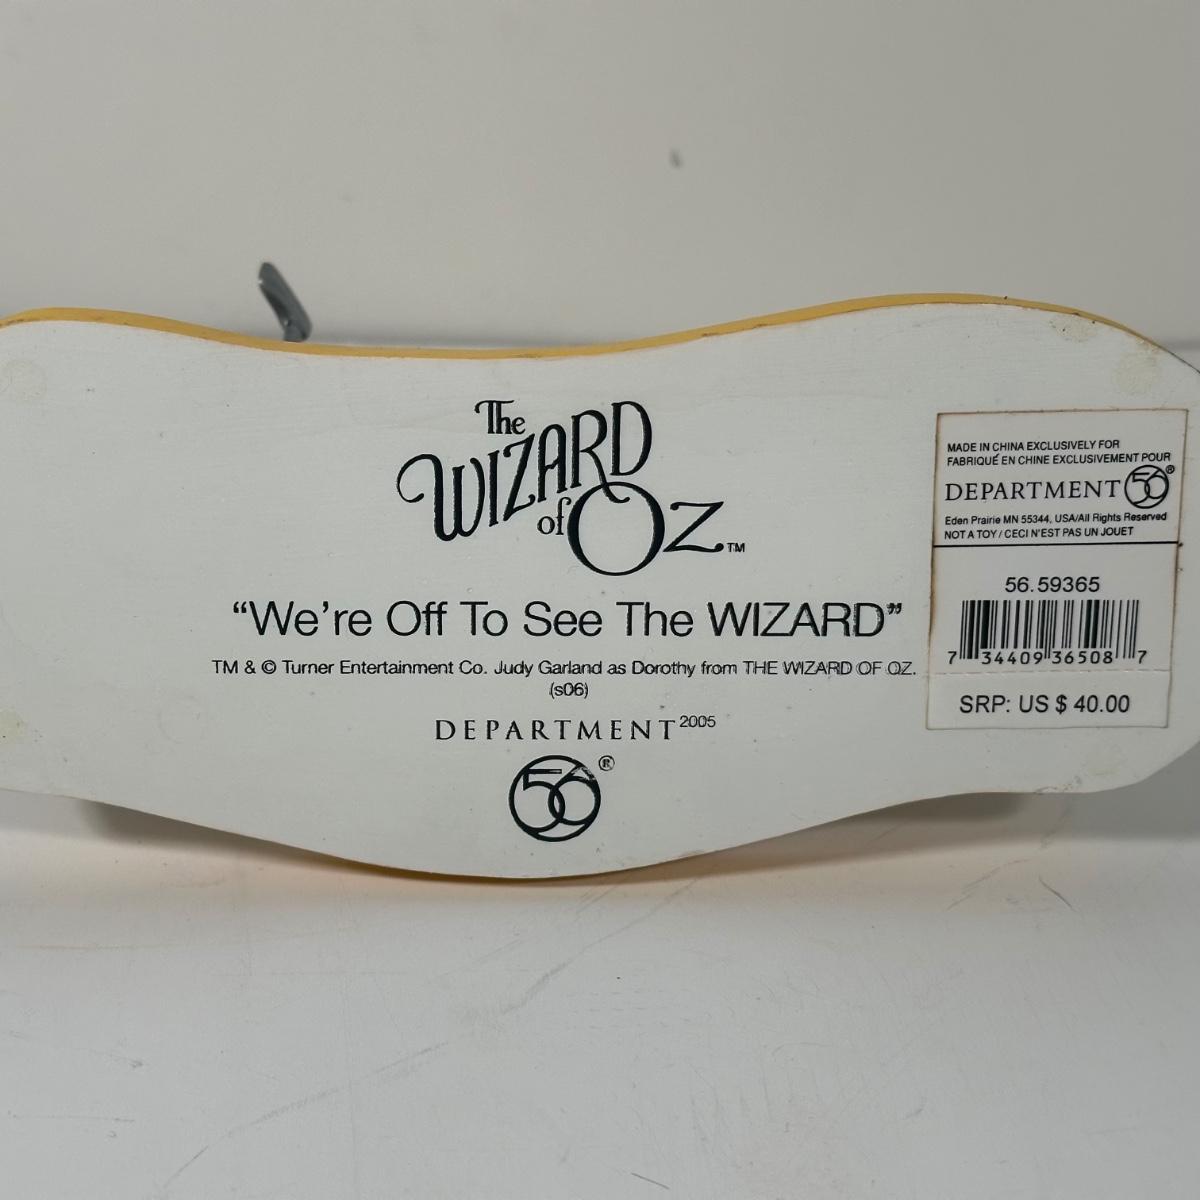 The
WIZARD
of OZ™
“We’re Off To See The WIZARD”
TM & © Turner Entertainment Co. Judy Garland as Dorothy from THE WIZARD OF OZ.
(s06)
DEPARTMENT 2005
56®
MADE IN CHINA EXCLUSIVELY FOR
FABRIQUÉ EN CHINE EXCLUSIVEMENT POUR
DEPARTMENT 56®
Eden Prairie MN 55344, USA/All Rights Reserved
NOT A TOY / CECI N'EST PAS UN JOUET
56.59365
7 34409 36508 7
SRP: US $ 40.00